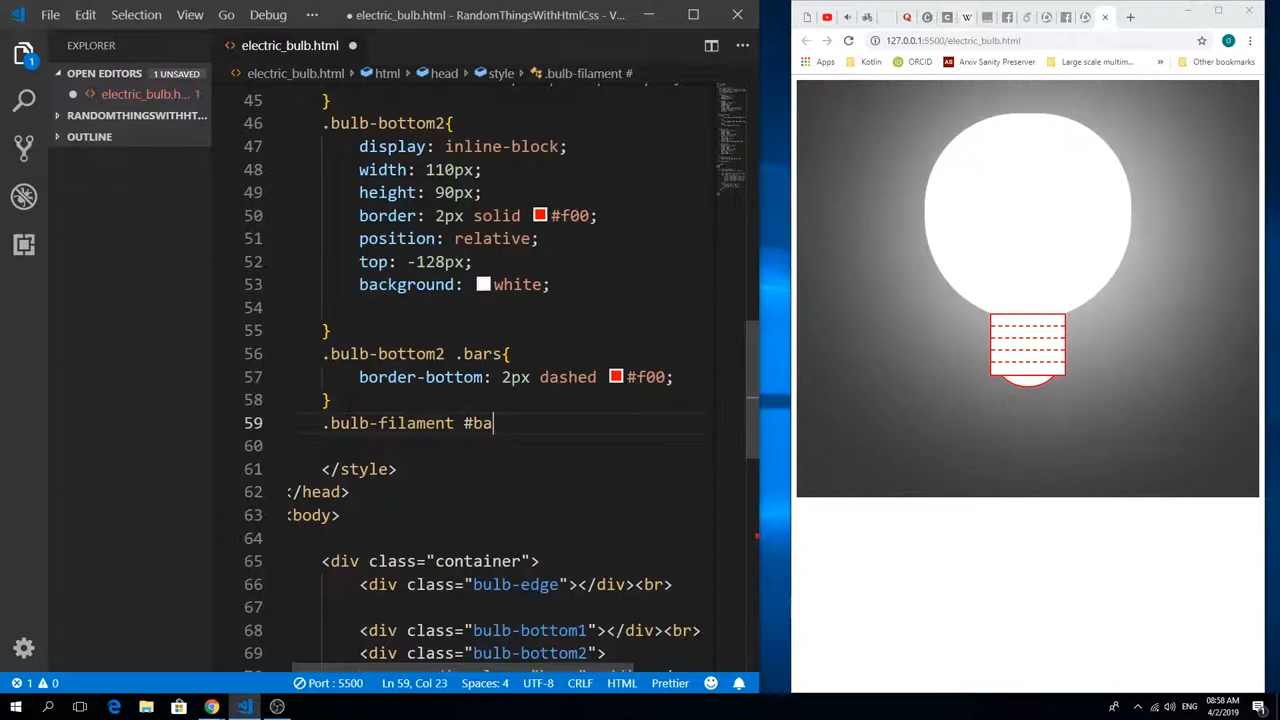 File Edit Selection View Go Debug ··· ● electric_bulb.html - RandomThingsWithHtmlCss - V...
EXPLORER
OPEN EDITORS 1 UNSAVED
● electric_bulb.h... 1
RANDOMTHINGSWITHHT...
OUTLINE
<> electric_bulb.html ●
electric_bulb.html > html > head > style > .bulb-filament #
45 }
46 .bulb-bottom2{
47 display: inline-block;
48 width: 110px;
49 height: 90px;
50 border: 2px solid #f00;
51 position: relative;
52 top: -128px;
53 background: white;
54
55 }
56 .bulb-bottom2 .bars{
57 border-bottom: 2px dashed #f00;
58 }
59 .bulb-filament #ba
60
61 </style>
62 </head>
63 <body>
64
65 <div class="container">
66 <div class="bulb-edge"></div><br>
67
68 <div class="bulb-bottom1"></div><br>
69 <div class="bulb-bottom2">
1 0 Port : 5500 Ln 59, Col 23 Spaces: 4 UTF-8 CRLF HTML Prettier
127.0.0.1:5500/electric_bulb.html
Apps Kotlin ORCID Arxiv Sanity Preserver Large scale multim... » Other bookmarks
ENG
08:58 AM
4/2/2019